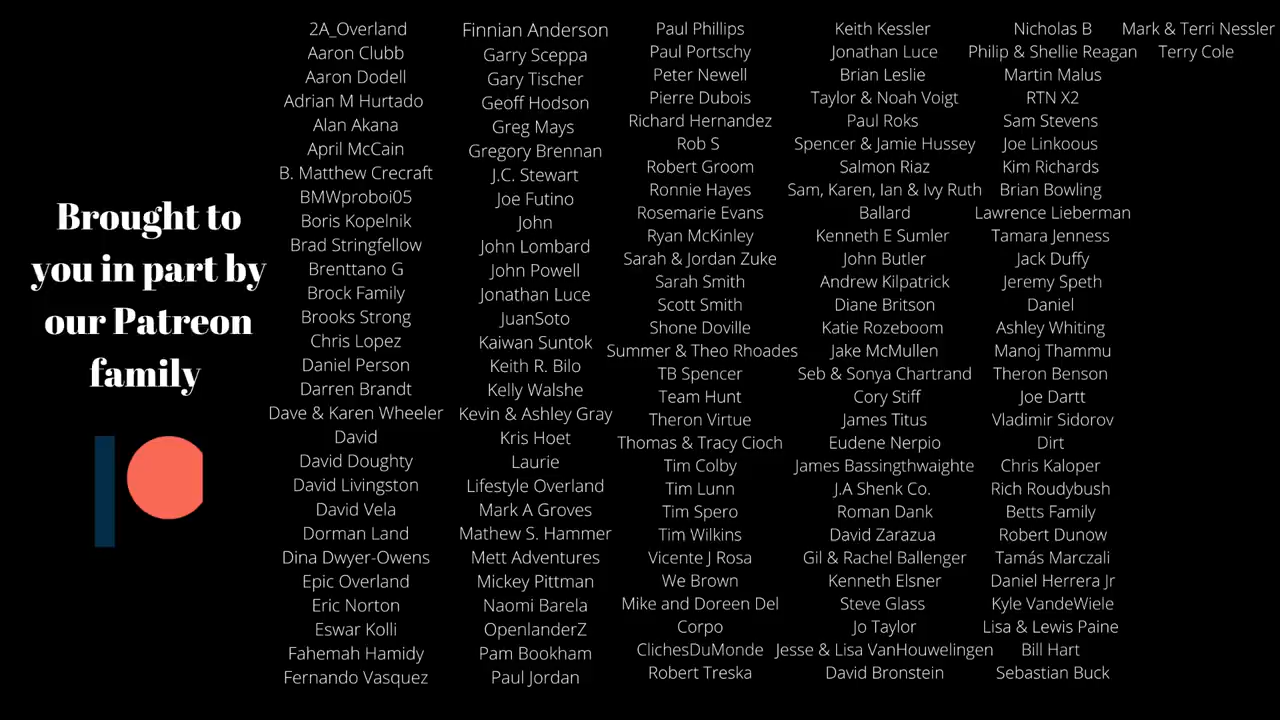 Brought to
you in part by
our Patreon
family
2A_Overland
Aaron Clubb
Aaron Dodell
Adrian M Hurtado
Alan Akana
April McCain
B. Matthew Crecraft
BMWproboi05
Boris Kopelnik
Brad Stringfellow
Brenttano G
Brock Family
Brooks Strong
Chris Lopez
Daniel Person
Darren Brandt
Dave & Karen Wheeler
David
David Doughty
David Livingston
David Vela
Dorman Land
Dina Dwyer-Owens
Epic Overland
Eric Norton
Eswar Kolli
Fahemah Hamidy
Fernando Vasquez
Finnian Anderson
Garry Sceppa
Gary Tischer
Geoff Hodson
Greg Mays
Gregory Brennan
J.C. Stewart
Joe Futino
John
John Lombard
John Powell
Jonathan Luce
JuanSoto
Kaiwan Suntok
Keith R. Bilo
Kelly Walshe
Kevin & Ashley Gray
Kris Hoet
Laurie
Lifestyle Overland
Mark A Groves
Mathew S. Hammer
Mett Adventures
Mickey Pittman
Naomi Barela
OpenlanderZ
Pam Bookham
Paul Jordan
Paul Phillips
Paul Portschy
Peter Newell
Pierre Dubois
Richard Hernandez
Rob S
Robert Groom
Ronnie Hayes
Rosemarie Evans
Ryan McKinley
Sarah & Jordan Zuke
Sarah Smith
Scott Smith
Shone Doville
Summer & Theo Rhoades
TB Spencer
Team Hunt
Theron Virtue
Thomas & Tracy Cioch
Tim Colby
Tim Lunn
Tim Spero
Tim Wilkins
Vicente J Rosa
We Brown
Mike and Doreen Del
Corpo
ClichesDuMonde
Robert Treska
Keith Kessler
Jonathan Luce
Brian Leslie
Taylor & Noah Voigt
Paul Roks
Spencer & Jamie Hussey
Salmon Riaz
Sam, Karen, Ian & Ivy Ruth
Ballard
Kenneth E Sumler
John Butler
Andrew Kilpatrick
Diane Britson
Katie Rozeboom
Jake McMullen
Seb & Sonya Chartrand
Cory Stiff
James Titus
Eudene Nerpio
James Bassingthwaighte
J.A Shenk Co.
Roman Dank
David Zarazua
Gil & Rachel Ballenger
Kenneth Elsner
Steve Glass
Jo Taylor
Jesse & Lisa VanHouwelingen
David Bronstein
Nicholas B
Philip & Shellie Reagan
Martin Malus
RTN X2
Sam Stevens
Joe Linkoous
Kim Richards
Brian Bowling
Lawrence Lieberman
Tamara Jenness
Jack Duffy
Jeremy Speth
Daniel
Ashley Whiting
Manoj Thammu
Theron Benson
Joe Dartt
Vladimir Sidorov
Dirt
Chris Kaloper
Rich Roudybush
Betts Family
Robert Dunow
Tamás Marczali
Daniel Herrera Jr
Kyle VandeWiele
Lisa & Lewis Paine
Bill Hart
Sebastian Buck
Mark & Terri Nessler
Terry Cole